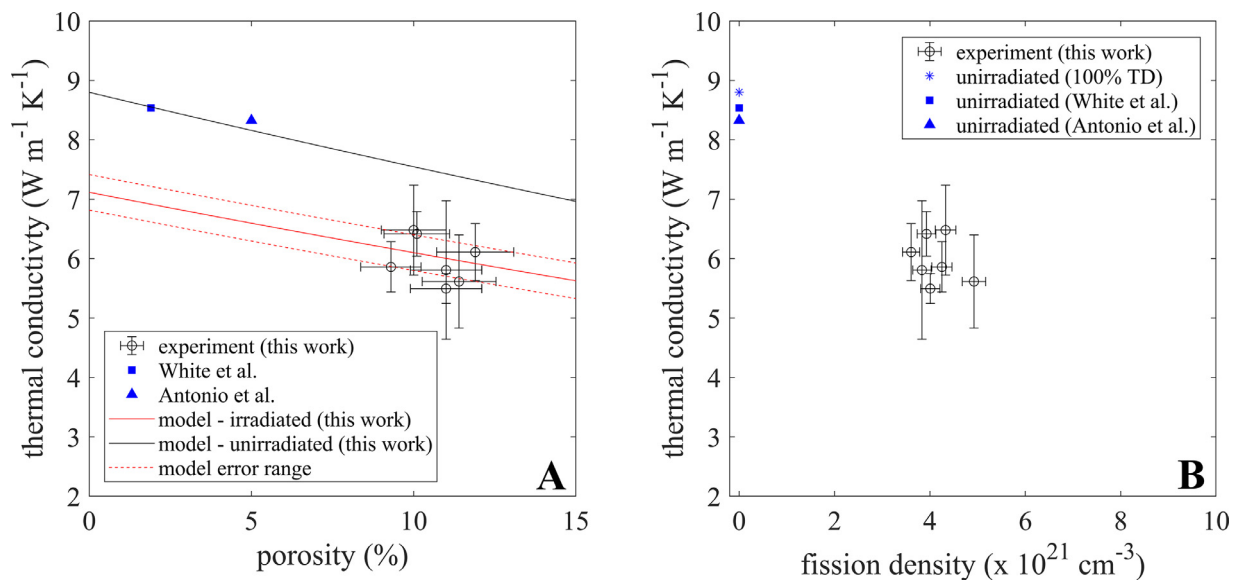 10
9
8
7
6
5
4
3
2
thermal conductivty (W m⁻¹ K⁻¹)
experiment (this work)
White et al.
Antonio et al.
model - irradiated (this work)
model - unirradiated (this work)
model error range
A
0
5
10
15
porosity (%)
10
9
8
7
6
5
4
3
2
thermal conductivty (W m⁻¹ K⁻¹)
experiment (this work)
unirradiated (100% TD)
unirradiated (White et al.)
unirradiated (Antonio et al.)
B
0
2
4
6
8
10
fission density (x 10²¹ cm⁻³)